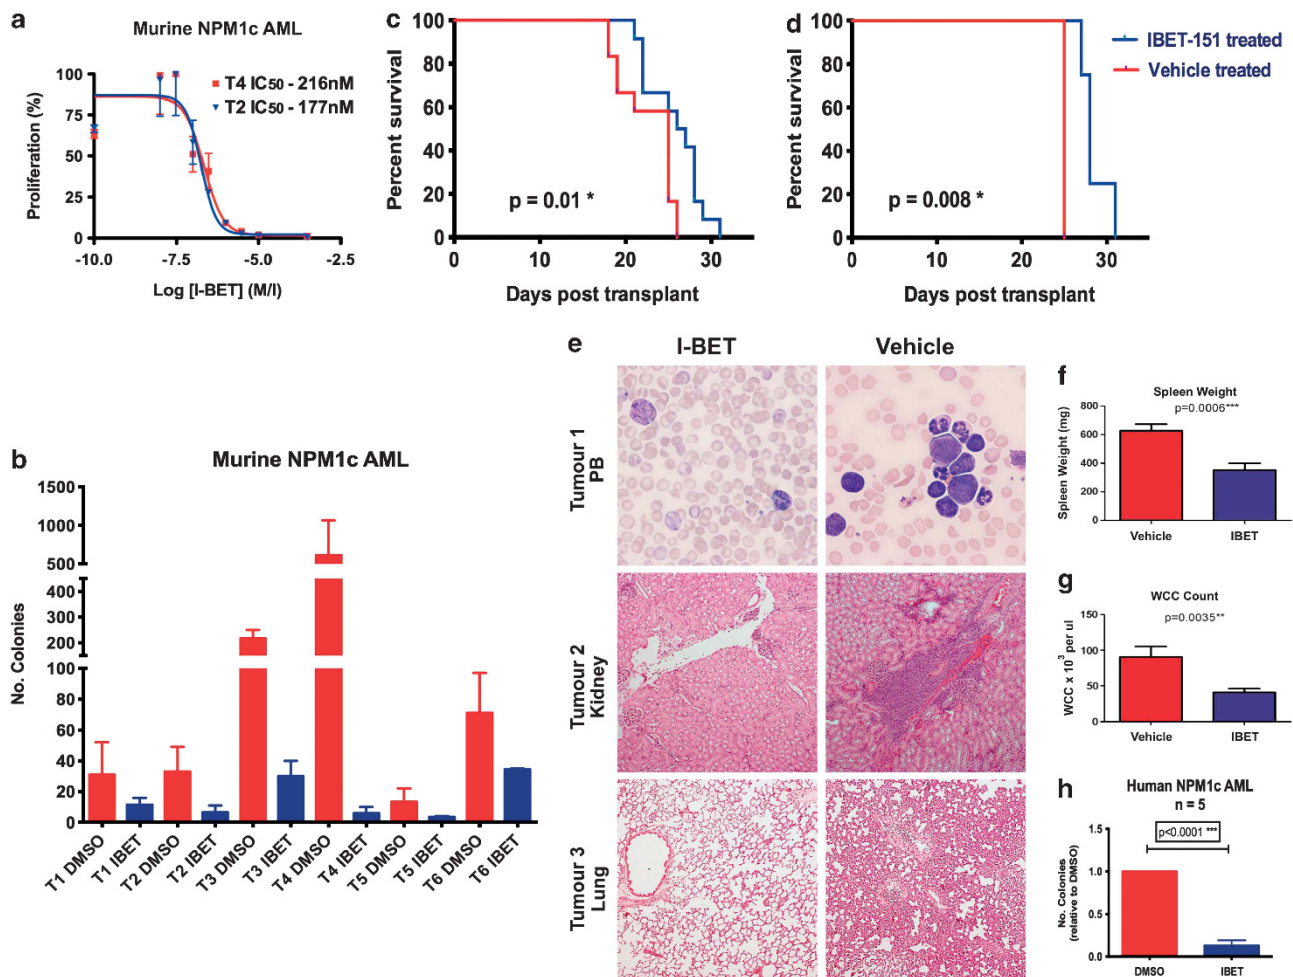 a
Murine NPM1c AML
T4 IC50 - 216nM
T2 IC50 - 177nM
Proliferation (%)
100
75
50
25
0
-10.0 -7.5 -5.0 -2.5
Log [I-BET] (M/l)
c
Percent survival
100
80
60
40
20
0
p = 0.01 *
0 10 20 30
Days post transplant
d
IBET-151 treated
Vehicle treated
Percent survival
100
80
60
40
20
0
p = 0.008 *
0 10 20 30
Days post transplant
b
Murine NPM1c AML
No. Colonies
1500
1000
500
400
300
200
100
80
60
40
20
0
T1 DMSO
T1 IBET
T2 DMSO
T2 IBET
T3 DMSO
T3 IBET
T4 DMSO
T4 IBET
T5 DMSO
T5 IBET
T6 DMSO
T6 IBET
e
I-BET Vehicle
Tumour 1
PB
Tumour 2
Kidney
Tumour 3
Lung
f
Spleen Weight
p=0.0006***
Spleen Weight (mg)
800
600
400
200
0
Vehicle IBET
g
WCC Count
p=0.0035**
WCC x 10³ per ul
150
100
50
0
Vehicle IBET
h
Human NPM1c AML
n = 5
p<0.0001 ***
No. Colonies
(relative to DMSO)
1.5
1.0
0.5
0.0
DMSO IBET